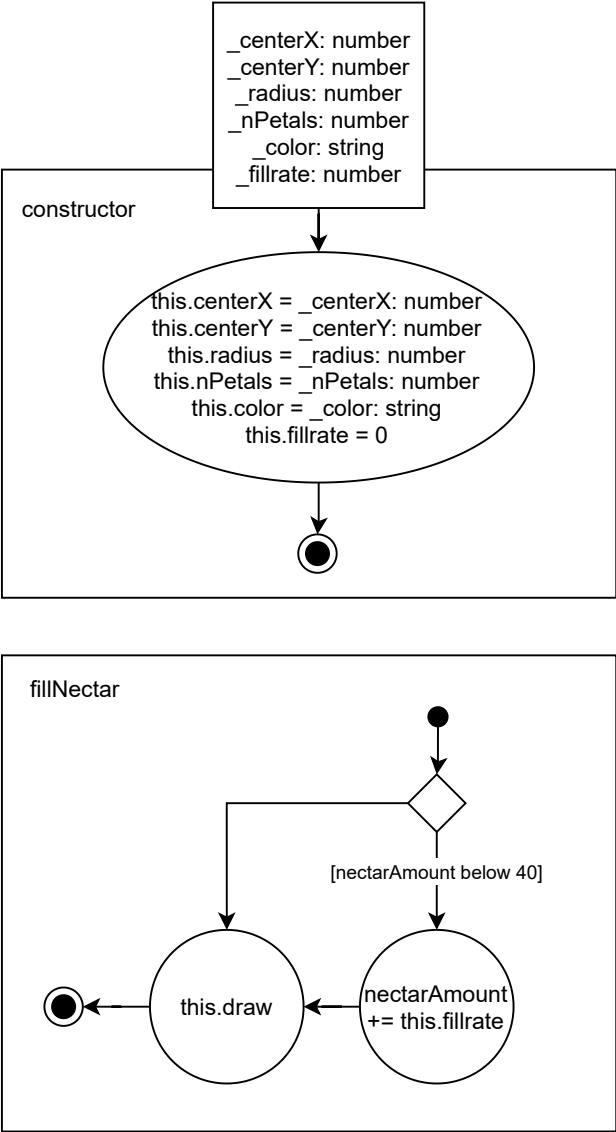 _centerX: number
_centerY: number
_radius: number
_nPetals: number
_color: string
_fillrate: number
constructor
this.centerX = _centerX: number
this.centerY = _centerY: number
this.radius = _radius: number
this.nPetals = _nPetals: number
this.color = _color: string
this.fillrate = 0
fillNectar
[nectarAmount below 40]
this.draw
nectarAmount
+= this.fillrate